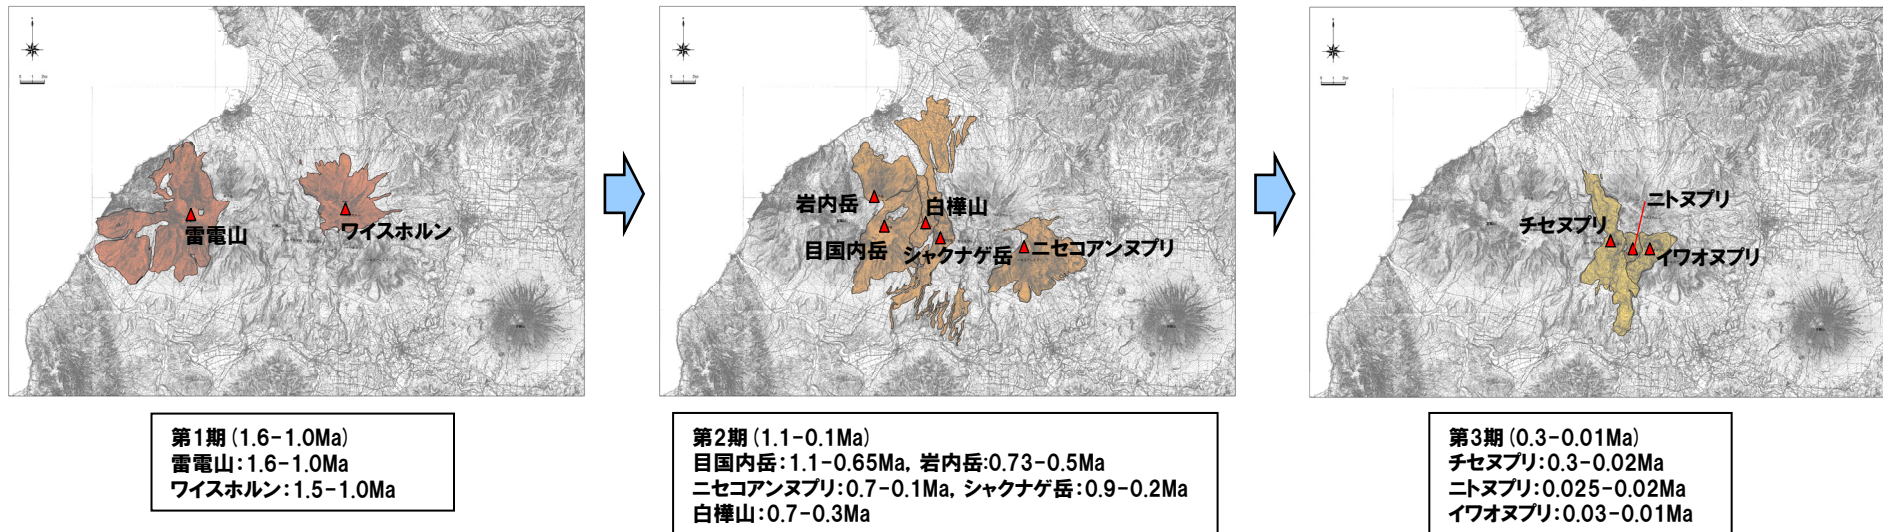 雷電山
ワイスホルン
岩内岳
白樺山
目国内岳
シャクナゲ岳
ニセコアンヌプリ
ニトヌプリ
チセヌプリ
イワオヌプリ
第1期(1.6-1.0Ma)
雷電山:1.6-1.0Ma
ワイスホルン:1.5-1.0Ma
第2期(1.1-0.1Ma)
目国内岳:1.1-0.65Ma, 岩内岳:0.73-0.5Ma
ニセコアンヌプリ:0.7-0.1Ma, シャクナゲ岳:0.9-0.2Ma
白樺山:0.7-0.3Ma
第3期(0.3-0.01Ma)
チセヌプリ:0.3-0.02Ma
ニトヌプリ:0.025-0.02Ma
イワオヌプリ:0.03-0.01Ma